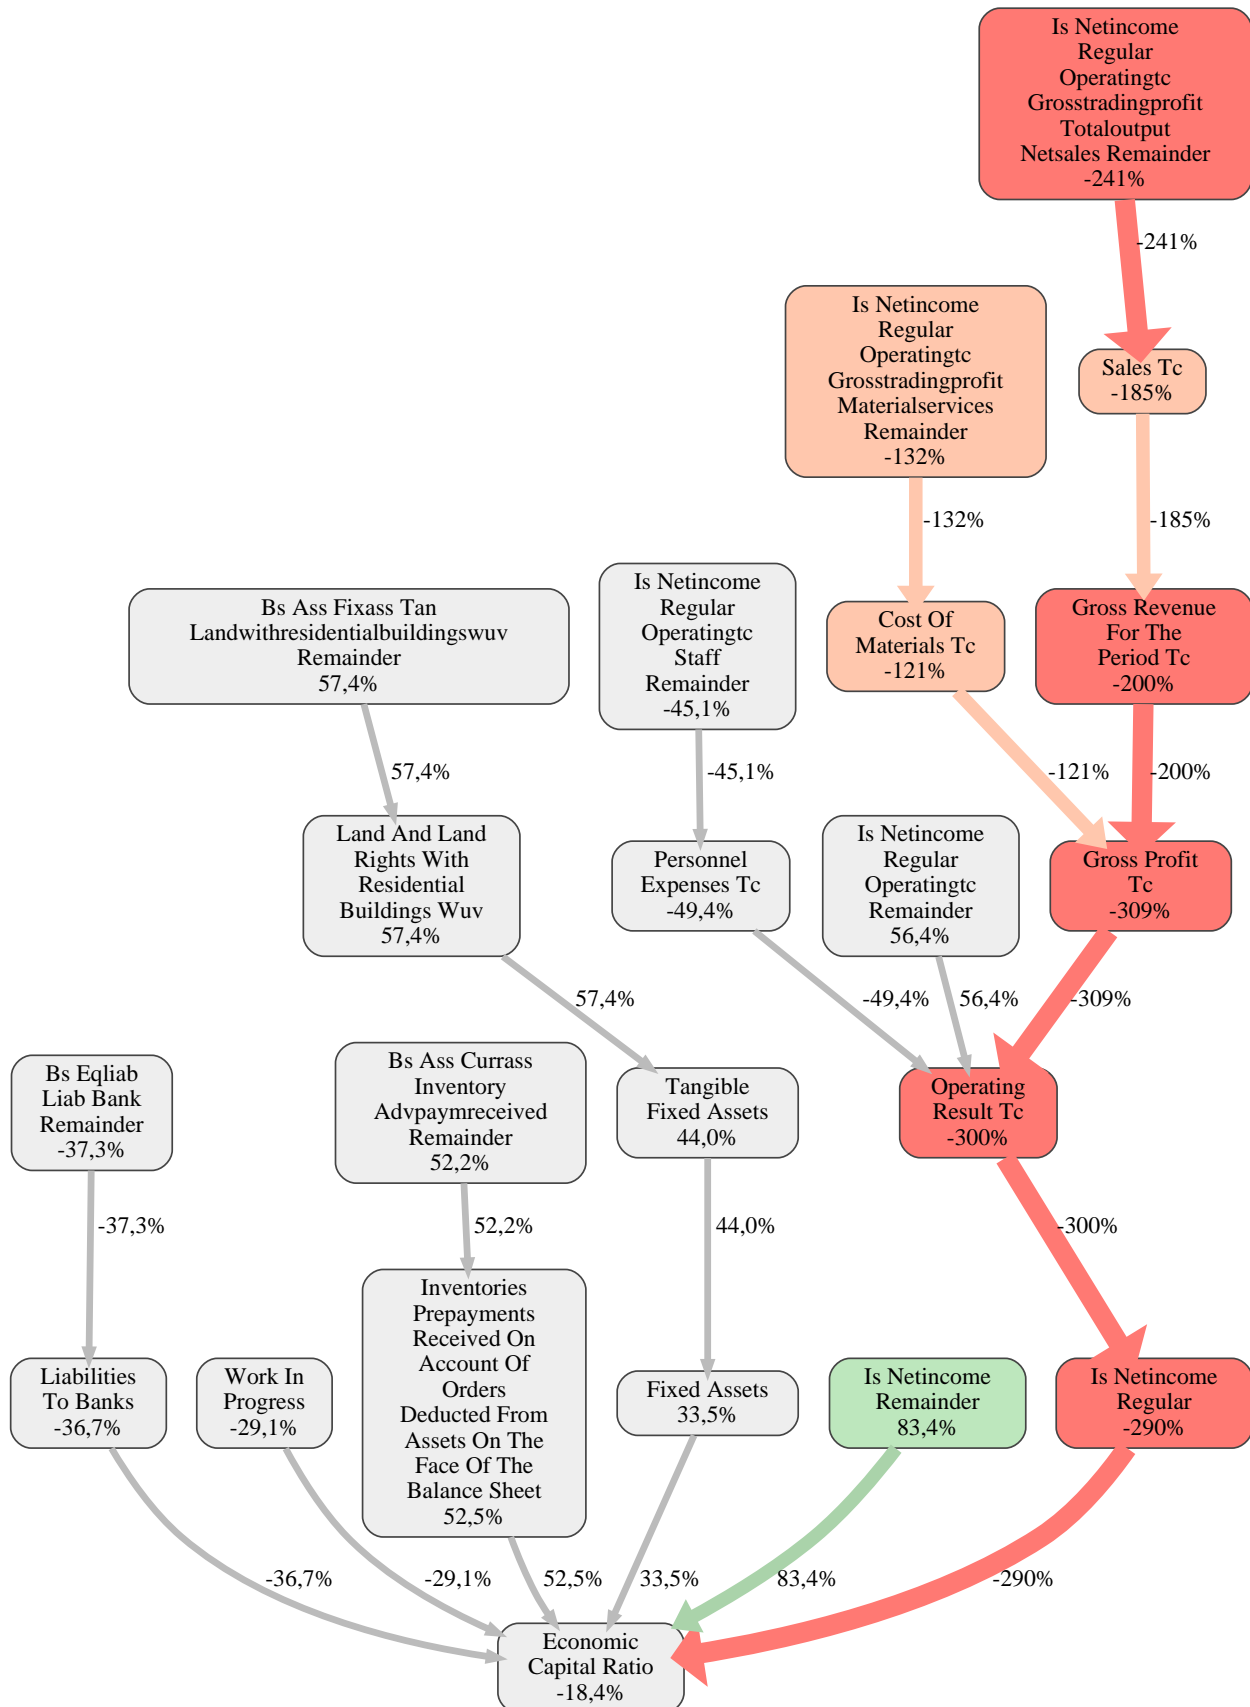 Is Netincome
Regular
Operatingtc
Grosstradingprofit
Totaloutput
Netsales Remainder
-241%
-241%
Is Netincome
Regular
Operatingtc
Grosstradingprofit
Materialservices
Remainder
-132%
Sales Tc
-185%
-132%
-185%
Bs Ass Fixass Tan
Landwithresidentialbuildingswuv
Remainder
57,4%
Is Netincome
Regular
Operatingtc
Staff
Remainder
-45,1%
Cost Of
Materials Tc
-121%
Gross Revenue
For The
Period Tc
-200%
57,4%
-45,1%
-121%
-200%
Land And Land
Rights With
Residential
Buildings Wuv
57,4%
Personnel
Expenses Tc
-49,4%
Is Netincome
Regular
Operatingtc
Remainder
56,4%
Gross Profit
Tc
-309%
57,4%
-49,4%
56,4%
-309%
Bs Eqliab
Liab Bank
Remainder
-37,3%
Bs Ass Currass
Inventory
Advpaymreceived
Remainder
52,2%
Tangible
Fixed Assets
44,0%
Operating
Result Tc
-300%
-37,3%
52,2%
44,0%
-300%
Liabilities
To Banks
-36,7%
Work In
Progress
-29,1%
Inventories
Prepayments
Received On
Account Of
Orders
Deducted From
Assets On The
Face Of The
Balance Sheet
52,5%
Fixed Assets
33,5%
Is Netincome
Remainder
83,4%
Is Netincome
Regular
-290%
-36,7%
-29,1%
52,5%
33,5%
83,4%
-290%
Economic
Capital Ratio
-18,4%